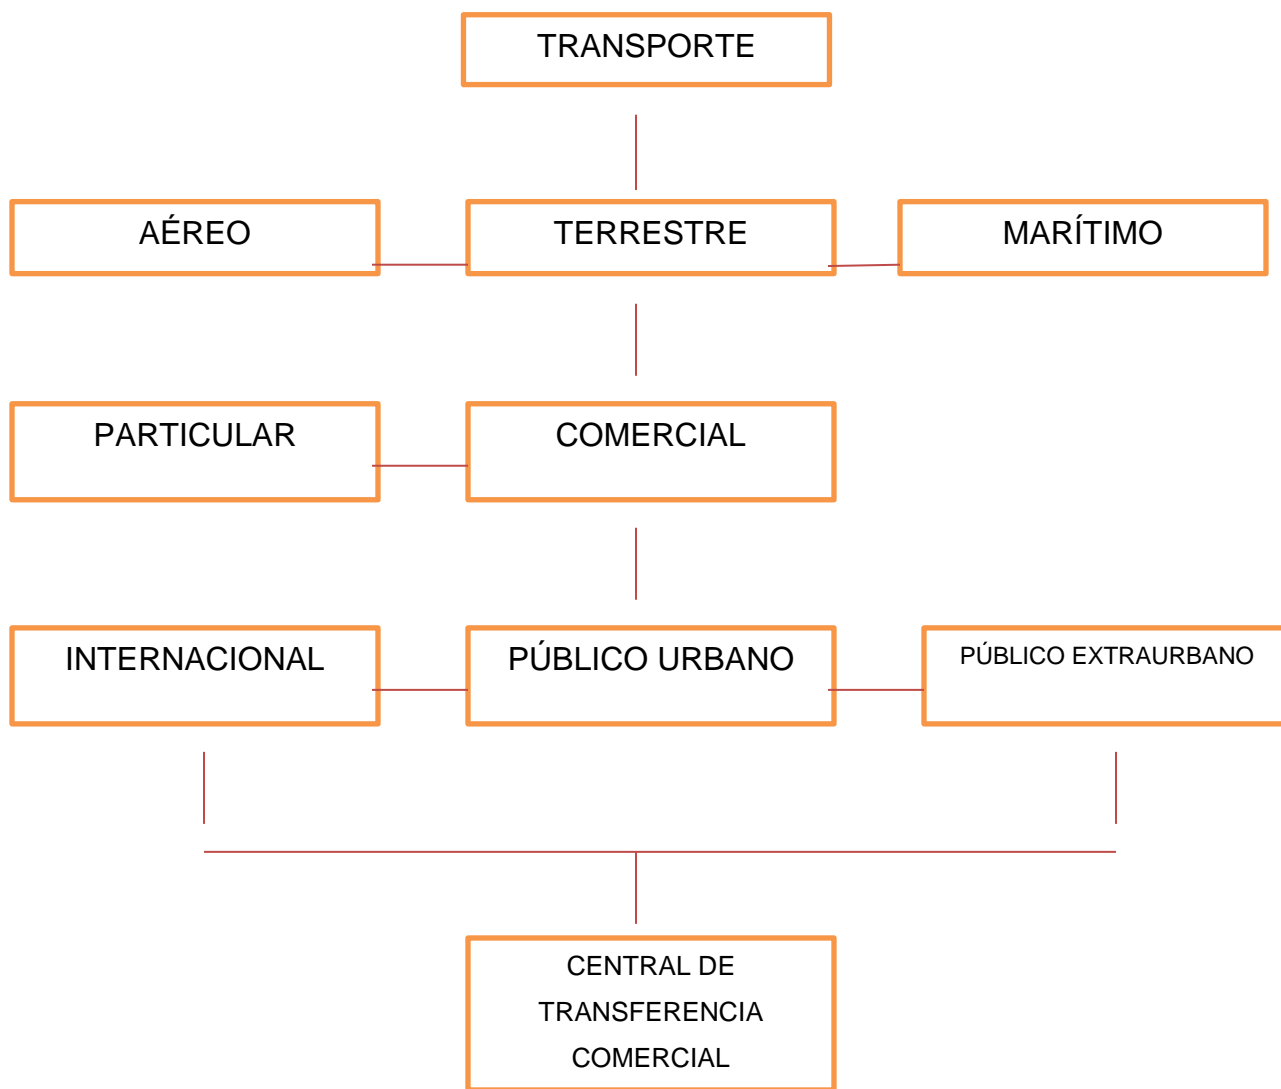 TRANSPORTE
AÉREO
TERRESTRE
MARÍTIMO
PARTICULAR
COMERCIAL
INTERNACIONAL
PÚBLICO URBANO
PÚBLICO EXTRAURBANO
CENTRAL DE
TRANSFERENCIA
COMERCIAL